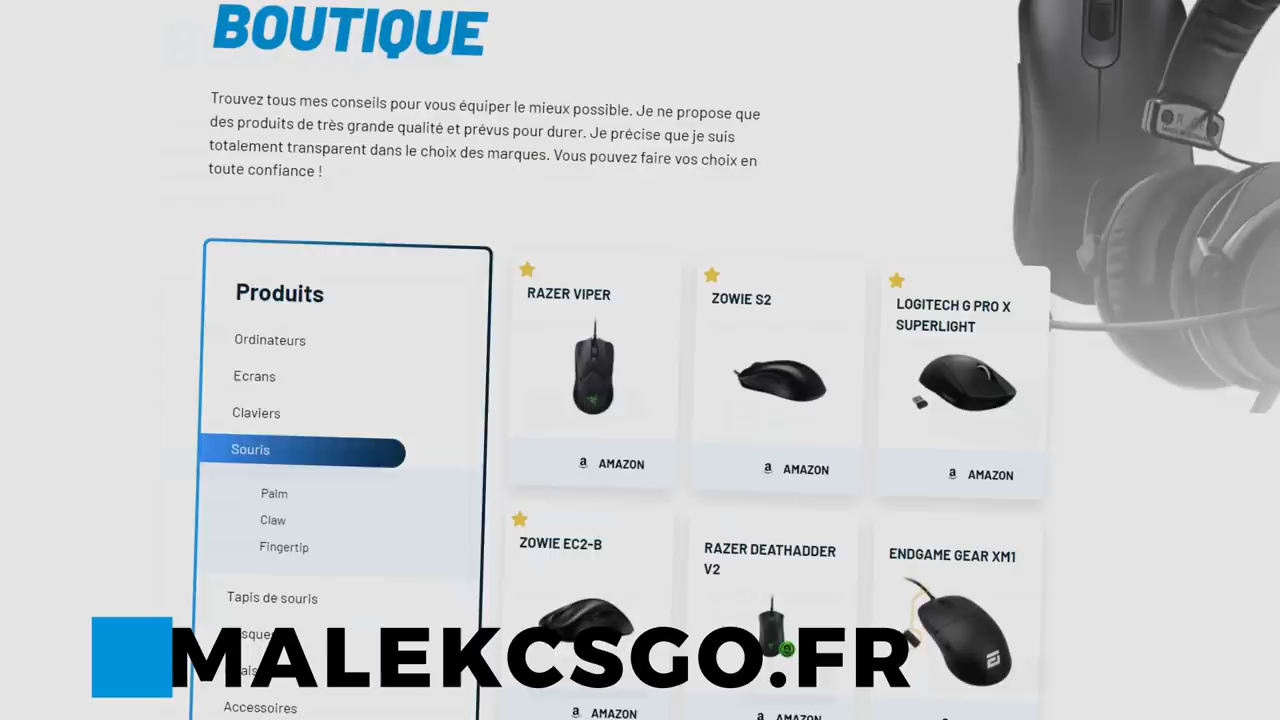 BOUTIQUE
Trouvez tous mes conseils pour vous équiper le mieux possible. Je ne propose que
des produits de très grande qualité et prévus pour durer. Je précise que je suis
totalement transparent dans le choix des marques. Vous pouvez faire vos choix en
toute confiance !
Produits
Ordinateurs
Ecrans
Claviers
Souris
Palm
Claw
Fingertip
Tapis de souris
Accessoires
RAZER VIPER
AMAZON
ZOWIE S2
AMAZON
LOGITECH G PRO X
SUPERLIGHT
AMAZON
ZOWIE EC2-B
AMAZON
RAZER DEATHADDER
V2
AMAZON
ENDGAME GEAR XM1
MALEKCSGO.FR